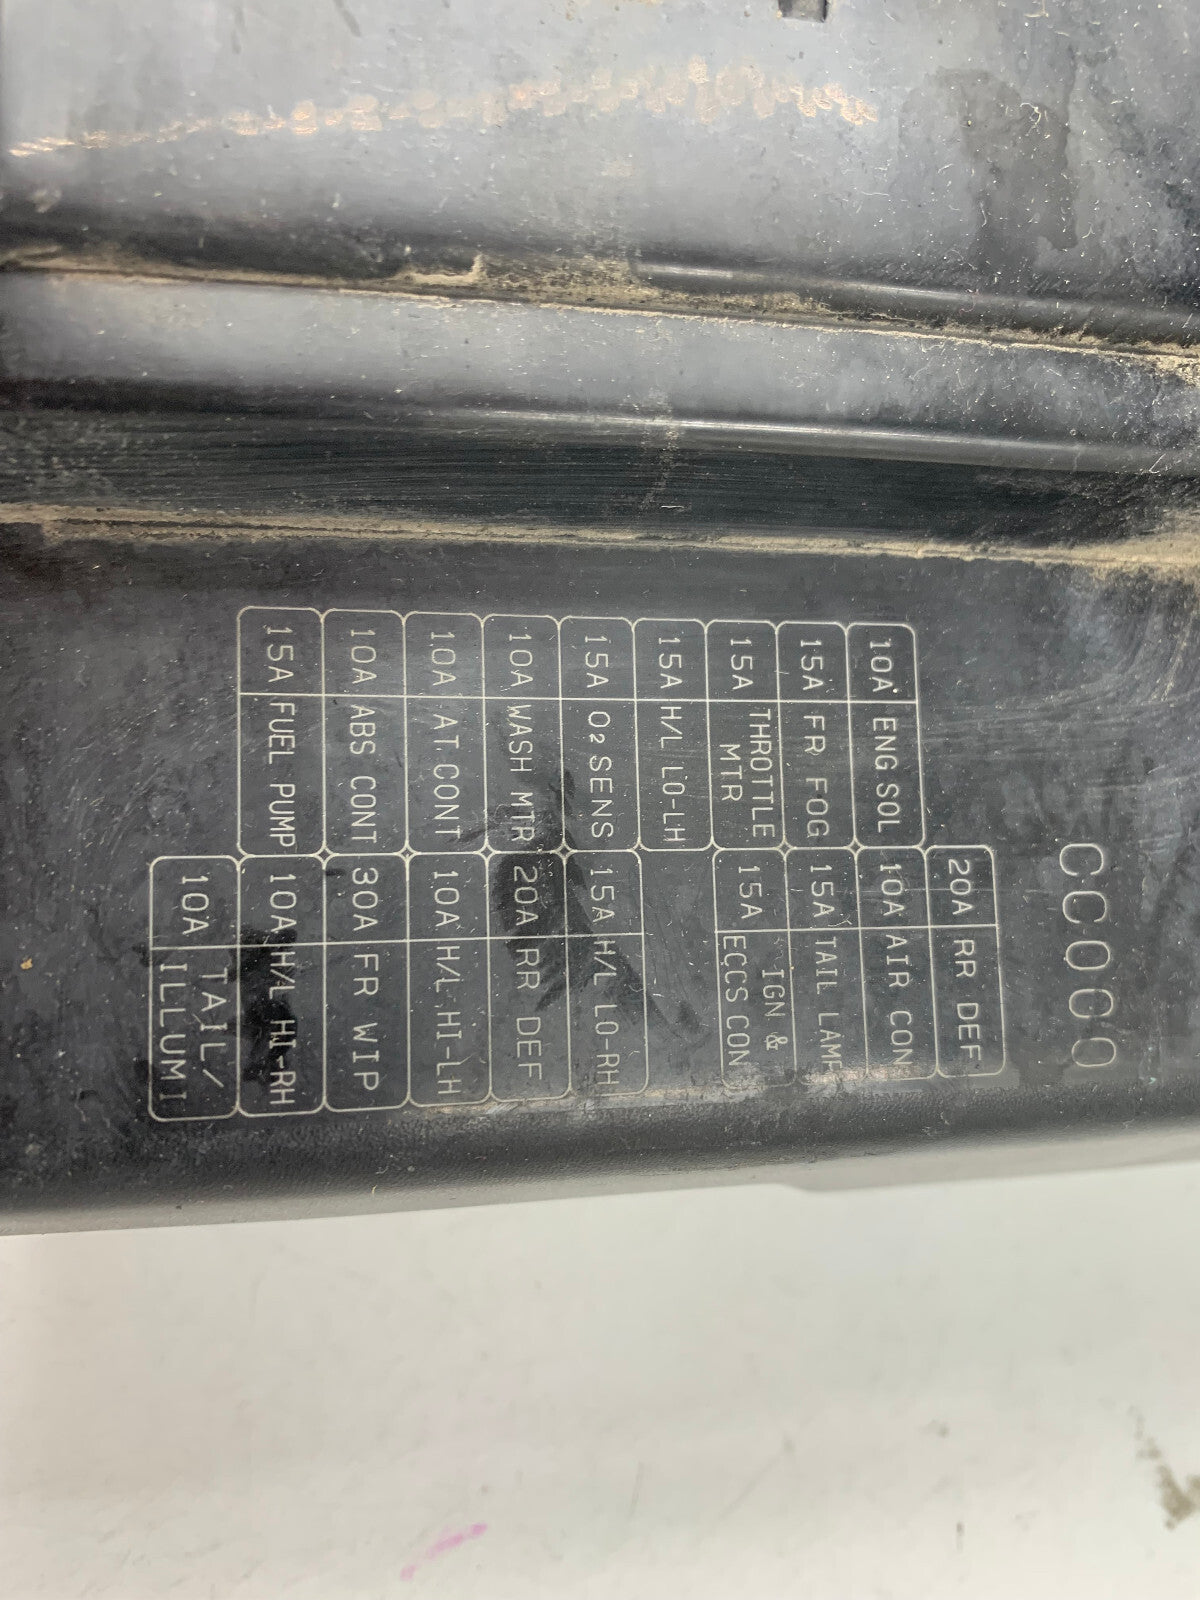 CC000
20A RR DEF
10A ENG SOL 10A AIR CON
15A FR FOG 15A TAIL LAMP
15A THROTTLE MTR 15A IGN & ECCS CON
15A H/L LO-LH
15A O2 SENS 15A H/L LO-RH
10A WASH MTR 20A RR DEF
10A AT.CONT 10A H/L HI-LH
10A ABS CONT 30A FR WIP
15A FUEL PUMP 10A H/L HI-RH
10A TAIL/ ILLUMI